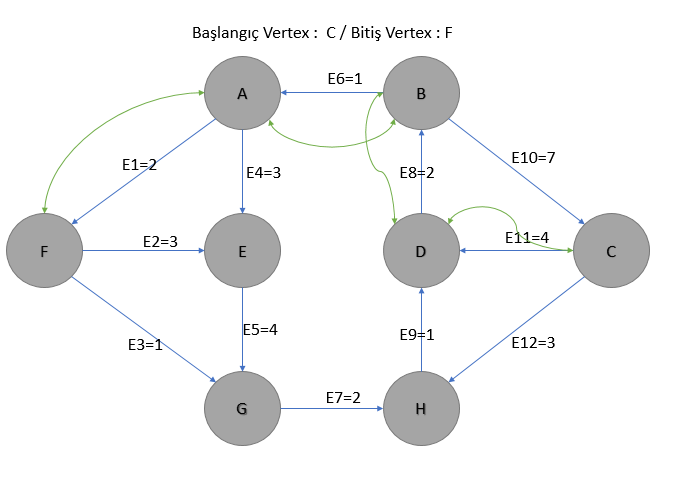 Başlangıç Vertex : C / Bitiş Vertex : F
E6=1
A
B
E1=2
E4=3
E8=2
E10=7
F
E2=3
E
D
E11=4
C
E3=1
E5=4
E9=1
E12=3
G
E7=2
H